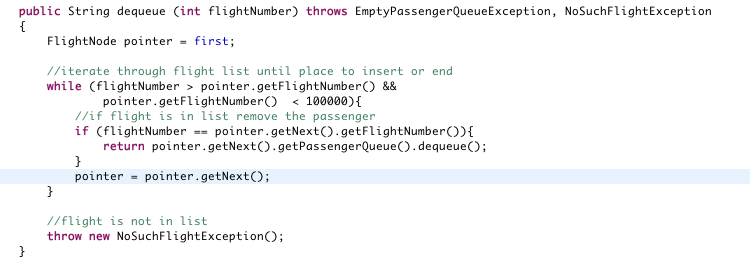 public String dequeue (int flightNumber) throws EmptyPassengerQueueException, NoSuchFlightException
{
    FlightNode pointer = first;

    //iterate through flight list until place to insert or end
    while (flightNumber > pointer.getFlightNumber() &&
            pointer.getFlightNumber()  < 100000){
        //if flight is in list remove the passenger
        if (flightNumber == pointer.getNext().getFlightNumber()){
            return pointer.getNext().getPassengerQueue().dequeue();
        }
        pointer = pointer.getNext();
    }

    //flight is not in list
    throw new NoSuchFlightException();
}